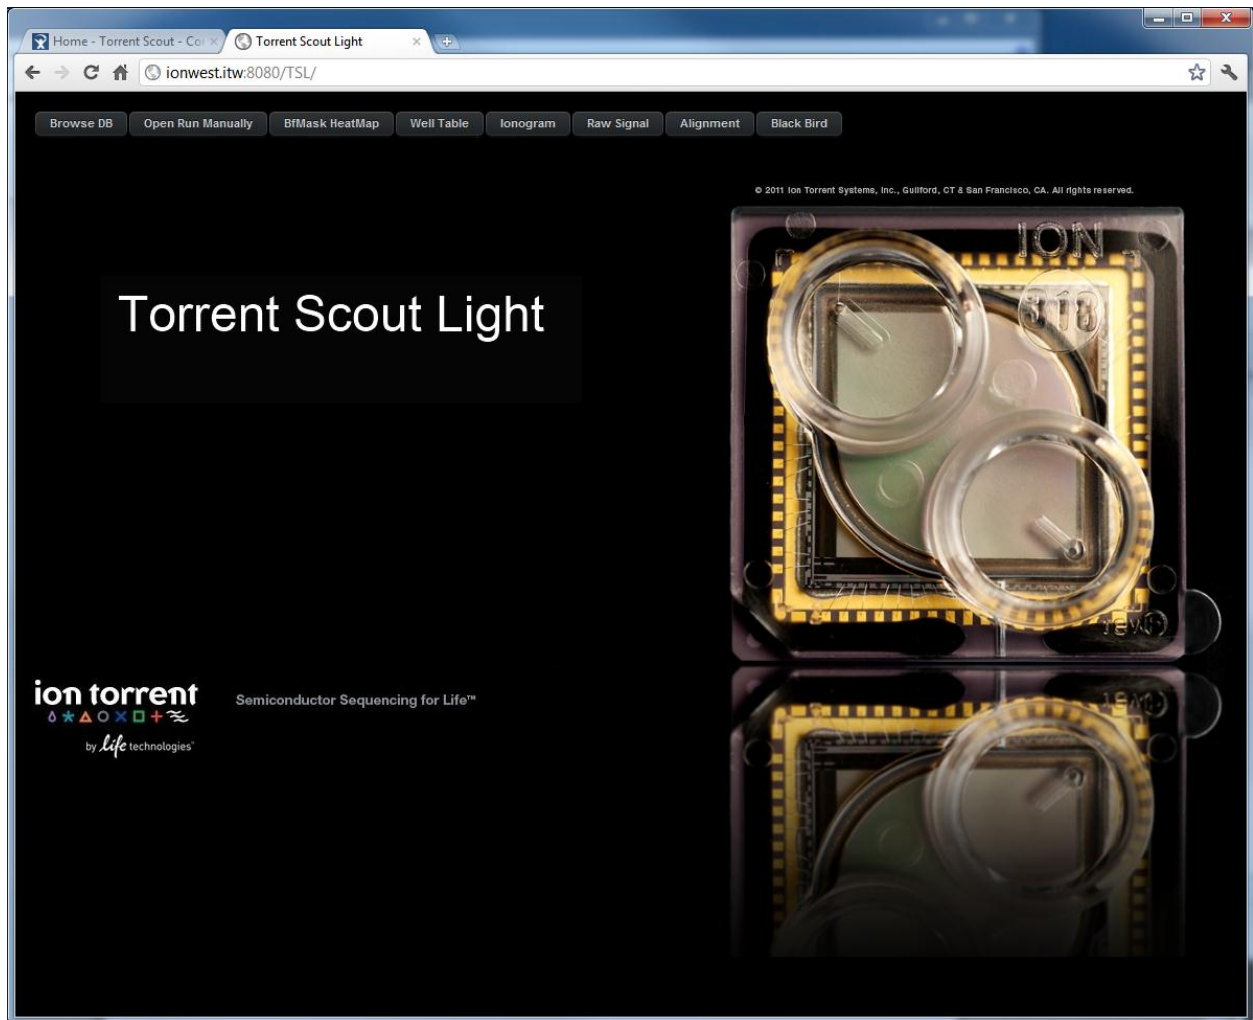 Home - Torrent Scout - Co
Torrent Scout Light
ionwest.itw:8080/TSL/
Browse DB Open Run Manually BfMask HeatMap Well Table Ionogram Raw Signal Alignment Black Bird
© 2011 Ion Torrent Systems, Inc., Guilford, CT & San Francisco, CA. All rights reserved.
ION
318
Torrent Scout Light
ion torrent
by life technologies™
Semiconductor Sequencing for Life™